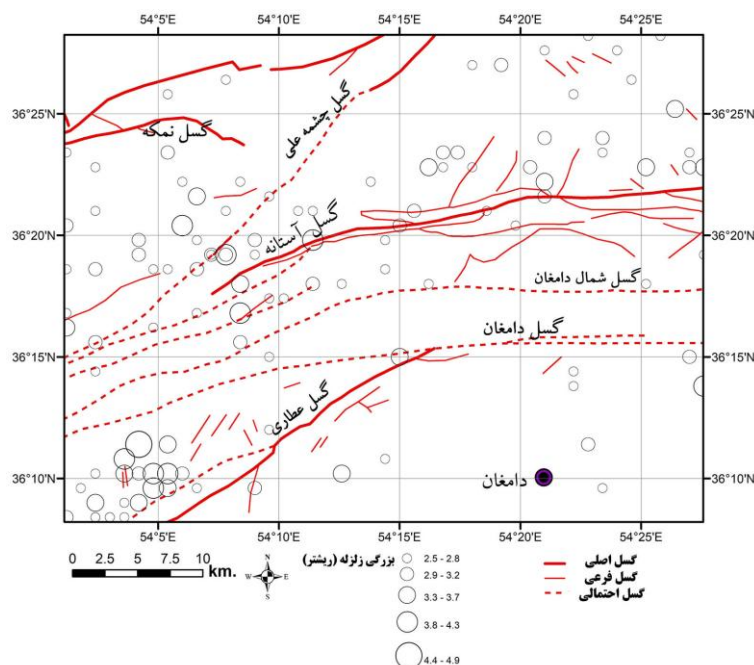 54°5'E 54°10'E 54°15'E 54°20'E 54°25'E
36°25'N 36°25'N
گسل چشمه علی
گسل نمکه
گسل آستانه
36°20'N 36°20'N
گسل شمال دامغان
گسل دامغان
36°15'N 36°15'N
گسل عطاری
دامغان
36°10'N 36°10'N
54°5'E 54°10'E 54°15'E 54°20'E 54°25'E
0 2.5 5 7.5 10
km.
N
W E
S
بزرگی زلزله (ریشتر)
2.5 - 2.8
2.9 - 3.2
3.3 - 3.7
3.8 - 4.3
4.4 - 4.9
گسل اصلی
گسل فرعی
گسل احتمالی